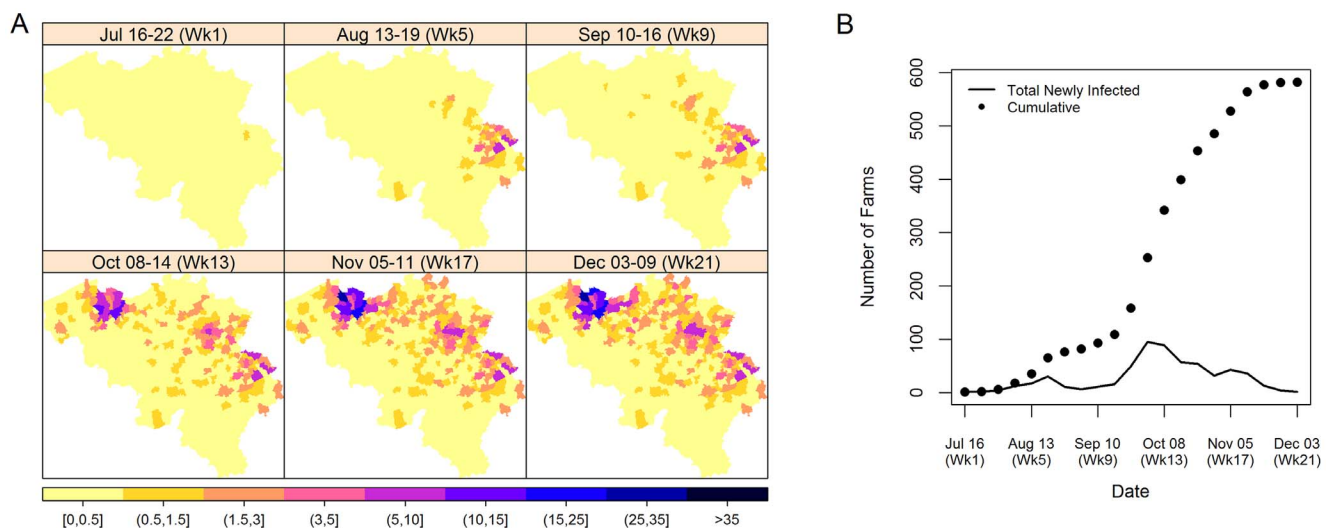 A
Jul 16-22 (Wk1)
Aug 13-19 (Wk5)
Sep 10-16 (Wk9)
Oct 08-14 (Wk13)
Nov 05-11 (Wk17)
Dec 03-09 (Wk21)
[0,0.5]
(0.5,1.5]
(1.5,3]
(3,5]
(5,10]
(10,15]
(15,25]
(25,35]
>35
B
Total Newly Infected
Cumulative
Number of Farms
600
500
400
300
200
100
0
Jul 16
(Wk1)
Aug 13
(Wk5)
Sep 10
(Wk9)
Oct 08
(Wk13)
Nov 05
(Wk17)
Dec 03
(Wk21)
Date